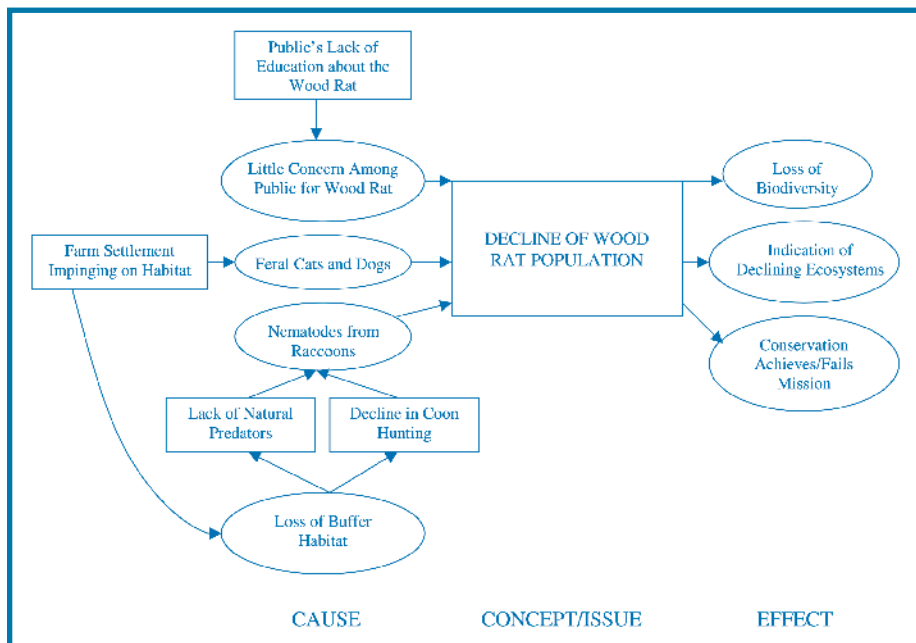 Public's Lack of
Education about the
Wood Rat
Little Concern Among
Public for Wood Rat
Loss of
Biodiversity
Farm Settlement
Impinging on Habitat
Feral Cats and Dogs
DECLINE OF WOOD
RAT POPULATION
Indication of
Declining Ecosystems
Nematodes from
Raccoons
Conservation
Achieves/Fails
Mission
Lack of Natural
Predators
Decline in Coon
Hunting
Loss of Buffer
Habitat
CAUSE
CONCEPT/ISSUE
EFFECT